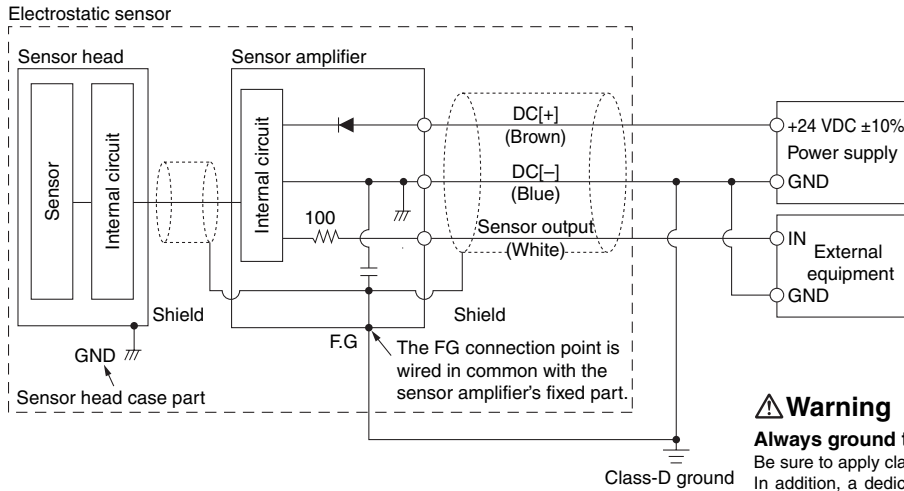 Electrostatic sensor
Sensor head
Sensor amplifier
Sensor
Internal circuit
Internal circuit
100
DC[+]
(Brown)
DC[–]
(Blue)
Sensor output
(White)
+24 VDC ±10%
Power supply
GND
IN
External
equipment
GND
Shield
Shield
GND
F.G
Sensor head case part
The FG connection point is
wired in common with the
sensor amplifier's fixed part.
Class-D ground
⚠Warning
Always ground
Be sure to apply
In addition, a